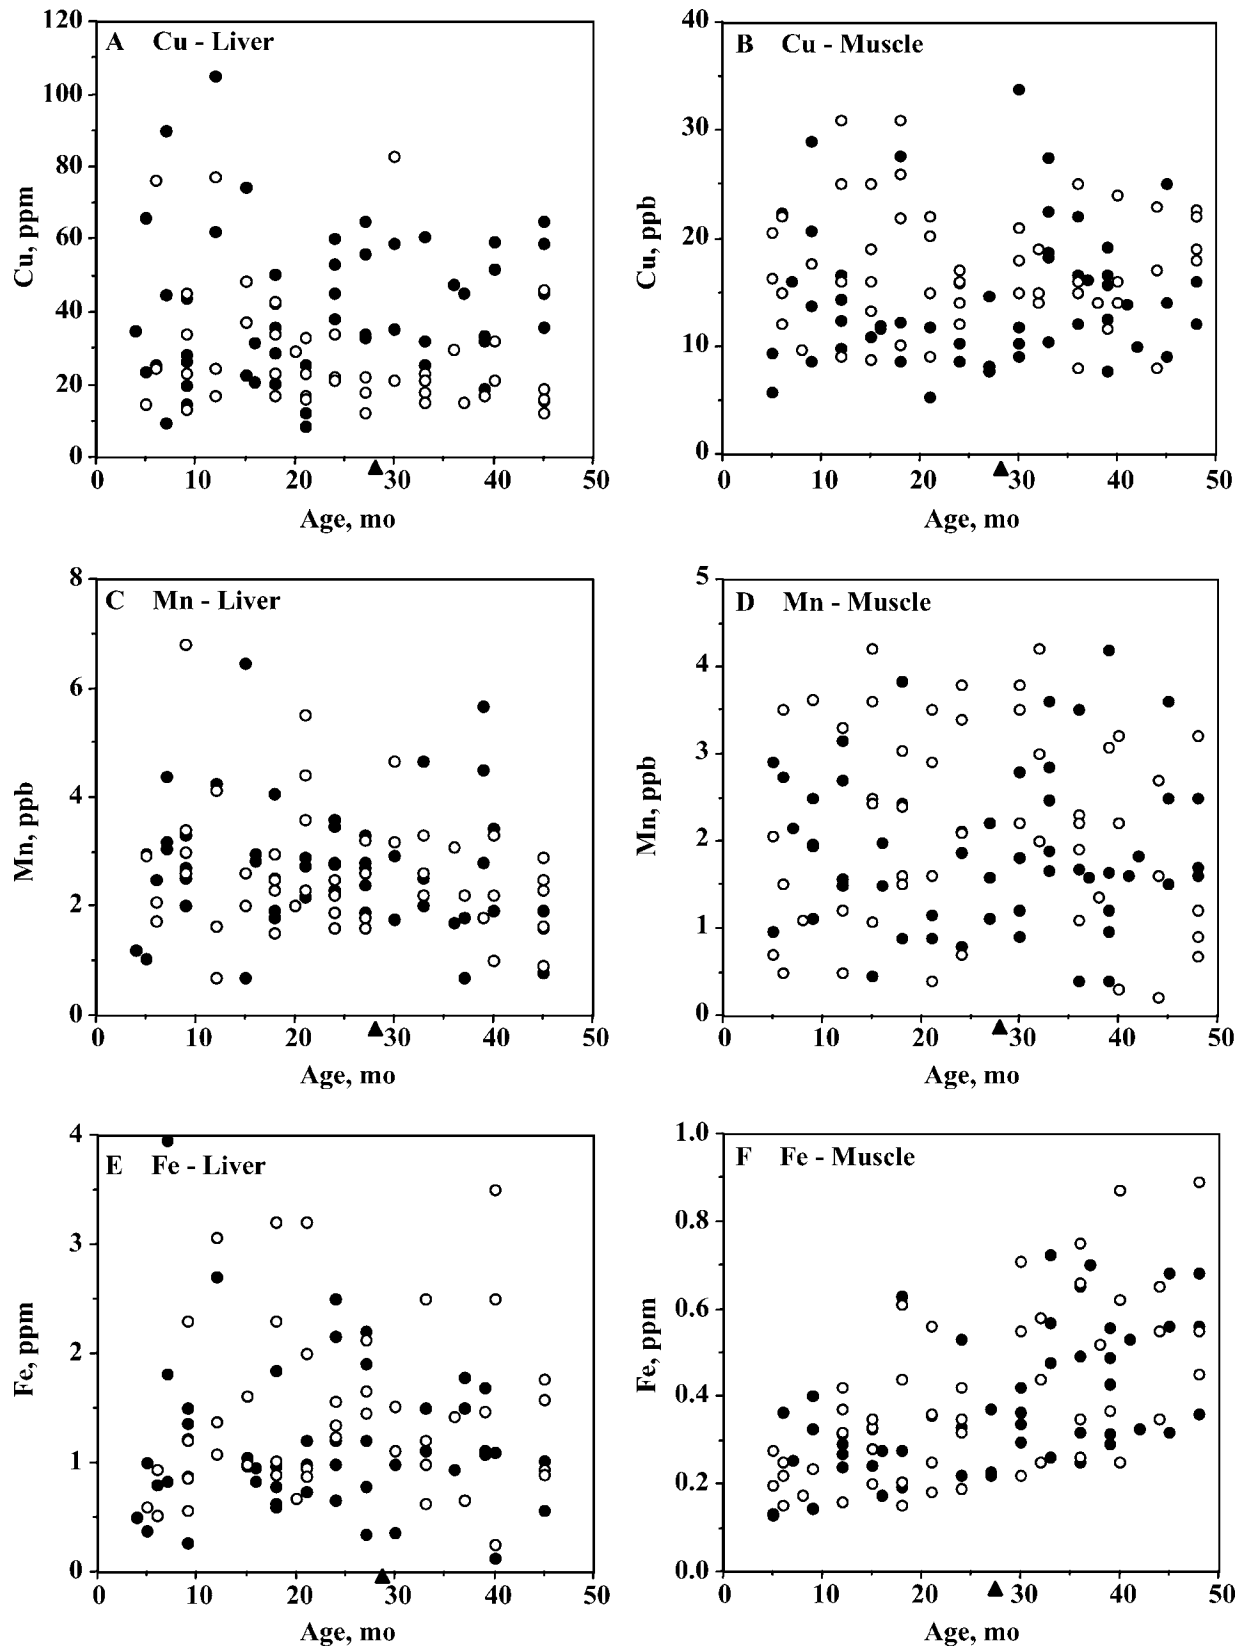 A Cu - Liver
120
100
80
60
40
20
0
Cu, ppm
0 10 20 30 40 50
Age, mo
B Cu - Muscle
40
30
20
10
0
Cu, ppb
0 10 20 30 40 50
Age, mo
C Mn - Liver
8
6
4
2
0
Mn, ppb
0 10 20 30 40 50
Age, mo
D Mn - Muscle
5
4
3
2
1
0
Mn, ppb
0 10 20 30 40 50
Age, mo
E Fe - Liver
4
3
2
1
0
Fe, ppm
0 10 20 30 40 50
Age, mo
F Fe - Muscle
1.0
0.8
0.6
0.4
0.2
0.0
Fe, ppm
0 10 20 30 40 50
Age, mo